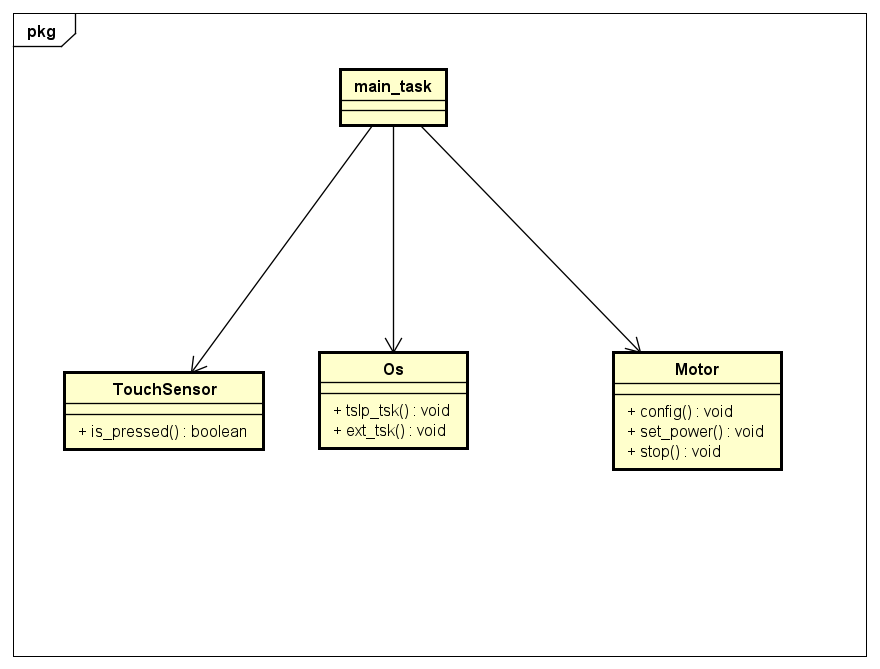 pkg
main_task
TouchSensor
+ is_pressed() : boolean
Os
+ tslp_tsk() : void
+ ext_tsk() : void
Motor
+ config() : void
+ set_power() : void
+ stop() : void